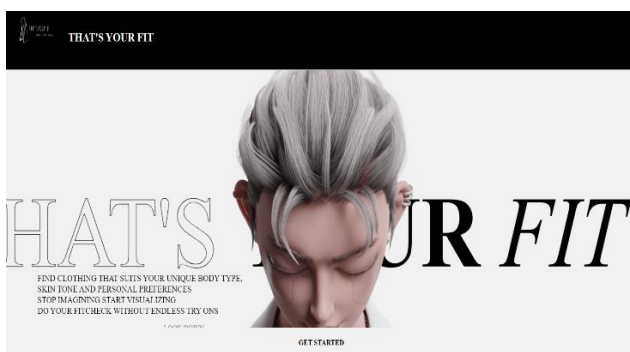 THAT'S YOUR FIT
HAT'S UR FIT
FIND CLOTHING THAT SUITS YOUR UNIQUE BODY TYPE,
SKIN TONE AND PERSONAL PREFERENCES
STOP IMAGINING START VISUALIZING
DO YOUR FITCHECK WITHOUT ENDLESS TRY ONS
GET STARTED